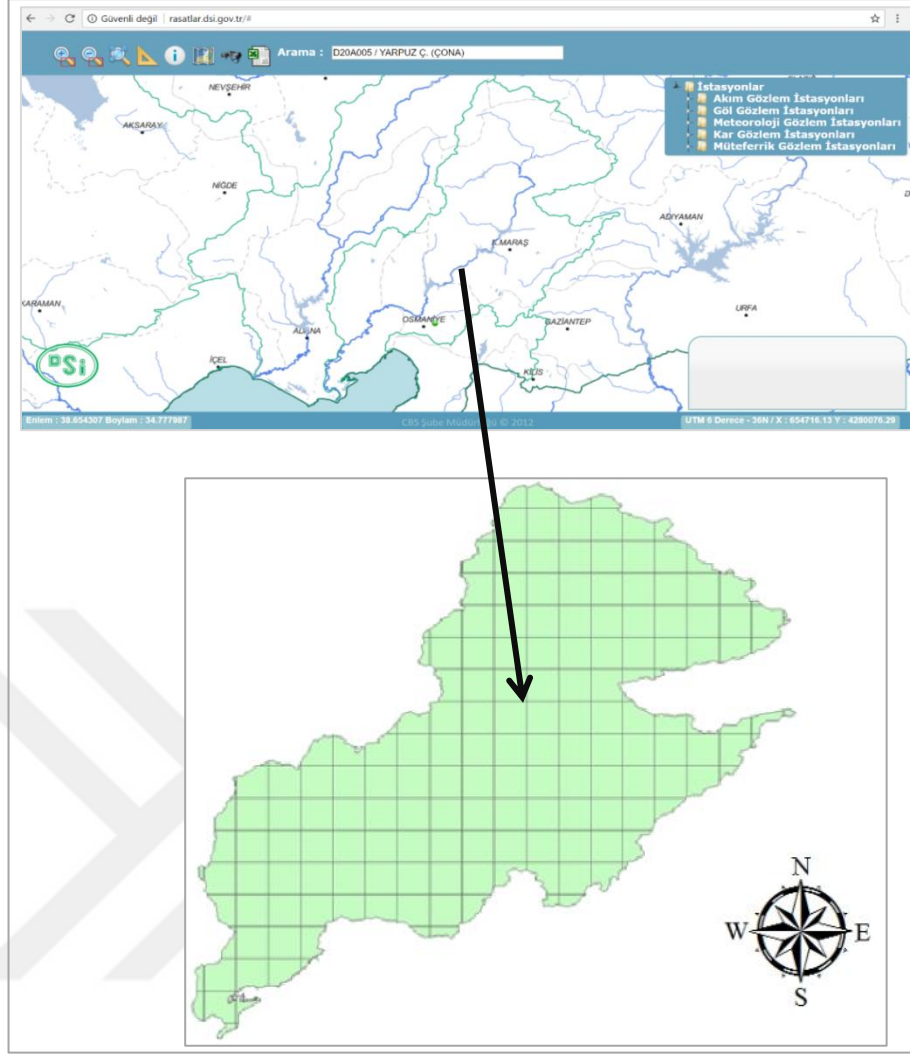 Güvenli değil | rasatlar.dsi.gov.tr/#
Arama : D20A005 / YARPUZ Ç. (ÇONA)
İstasyonlar
Akım Gözlem İstasyonları
Göl Gözlem İstasyonları
Meteoroloji Gözlem İstasyonları
Kar Gözlem İstasyonları
Müteferrik Gözlem İstasyonları
NEVŞEHİR
AKSARAY
NİĞDE
ADIYAMAN
K.MARAŞ
KARAMAN
URFA
OSMANİYE
GAZİANTEP
İÇEL
KİLİS
DSi
Enlem : 38.654307 Boylam : 34.777987
CBS Şube Müdürlüğü © 2012
UTM 6 Derece - 36N / X : 654716.13 Y : 4280076.29
N
W
E
S